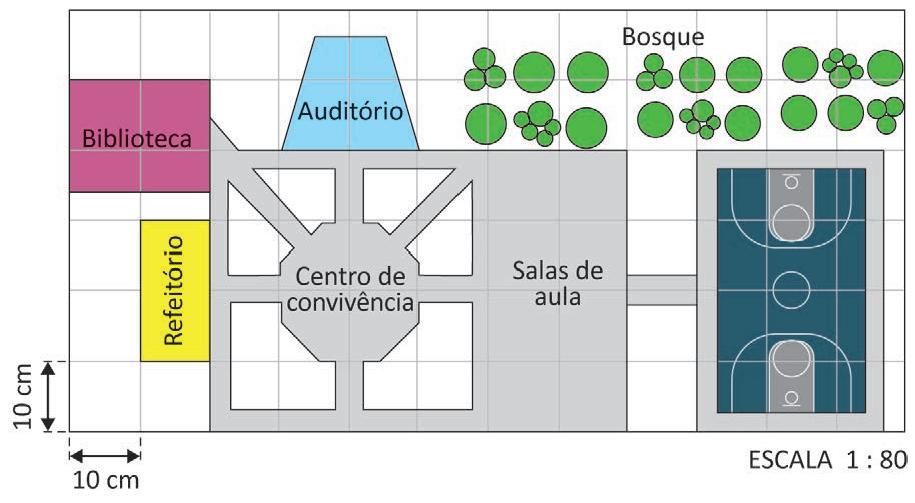 Bosque
Auditório
Biblioteca
Refeitório
Centro de
convivência
Salas de
aula
10 cm
10 cm
ESCALA 1 : 80